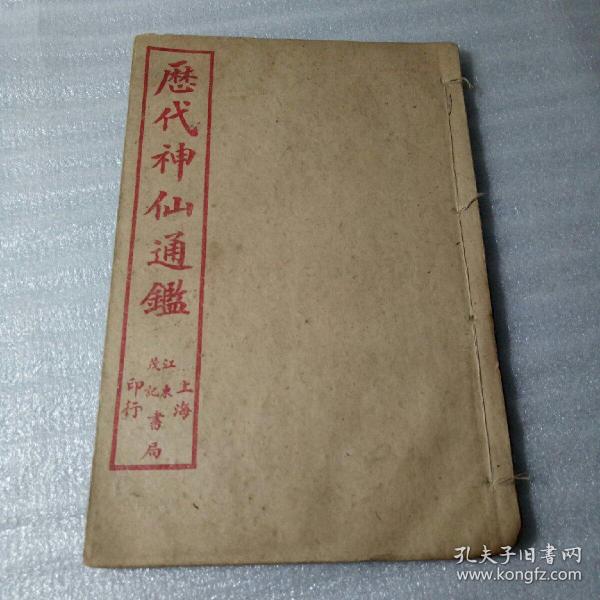 歷代神仙通鑑
上海
江東
茂記
書局
印行
孔夫子旧書网
www.kongfz.com